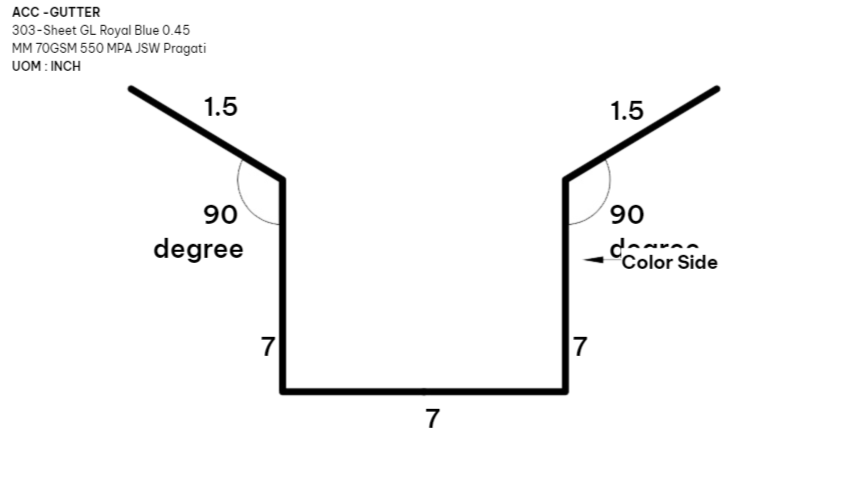 ACC -GUTTER
303-Sheet GL Royal Blue 0.45
MM 70GSM 550 MPA JSW Pragati
UOM : INCH
1.5
1.5
90
degree
90
degree
Color Side
7
7
7